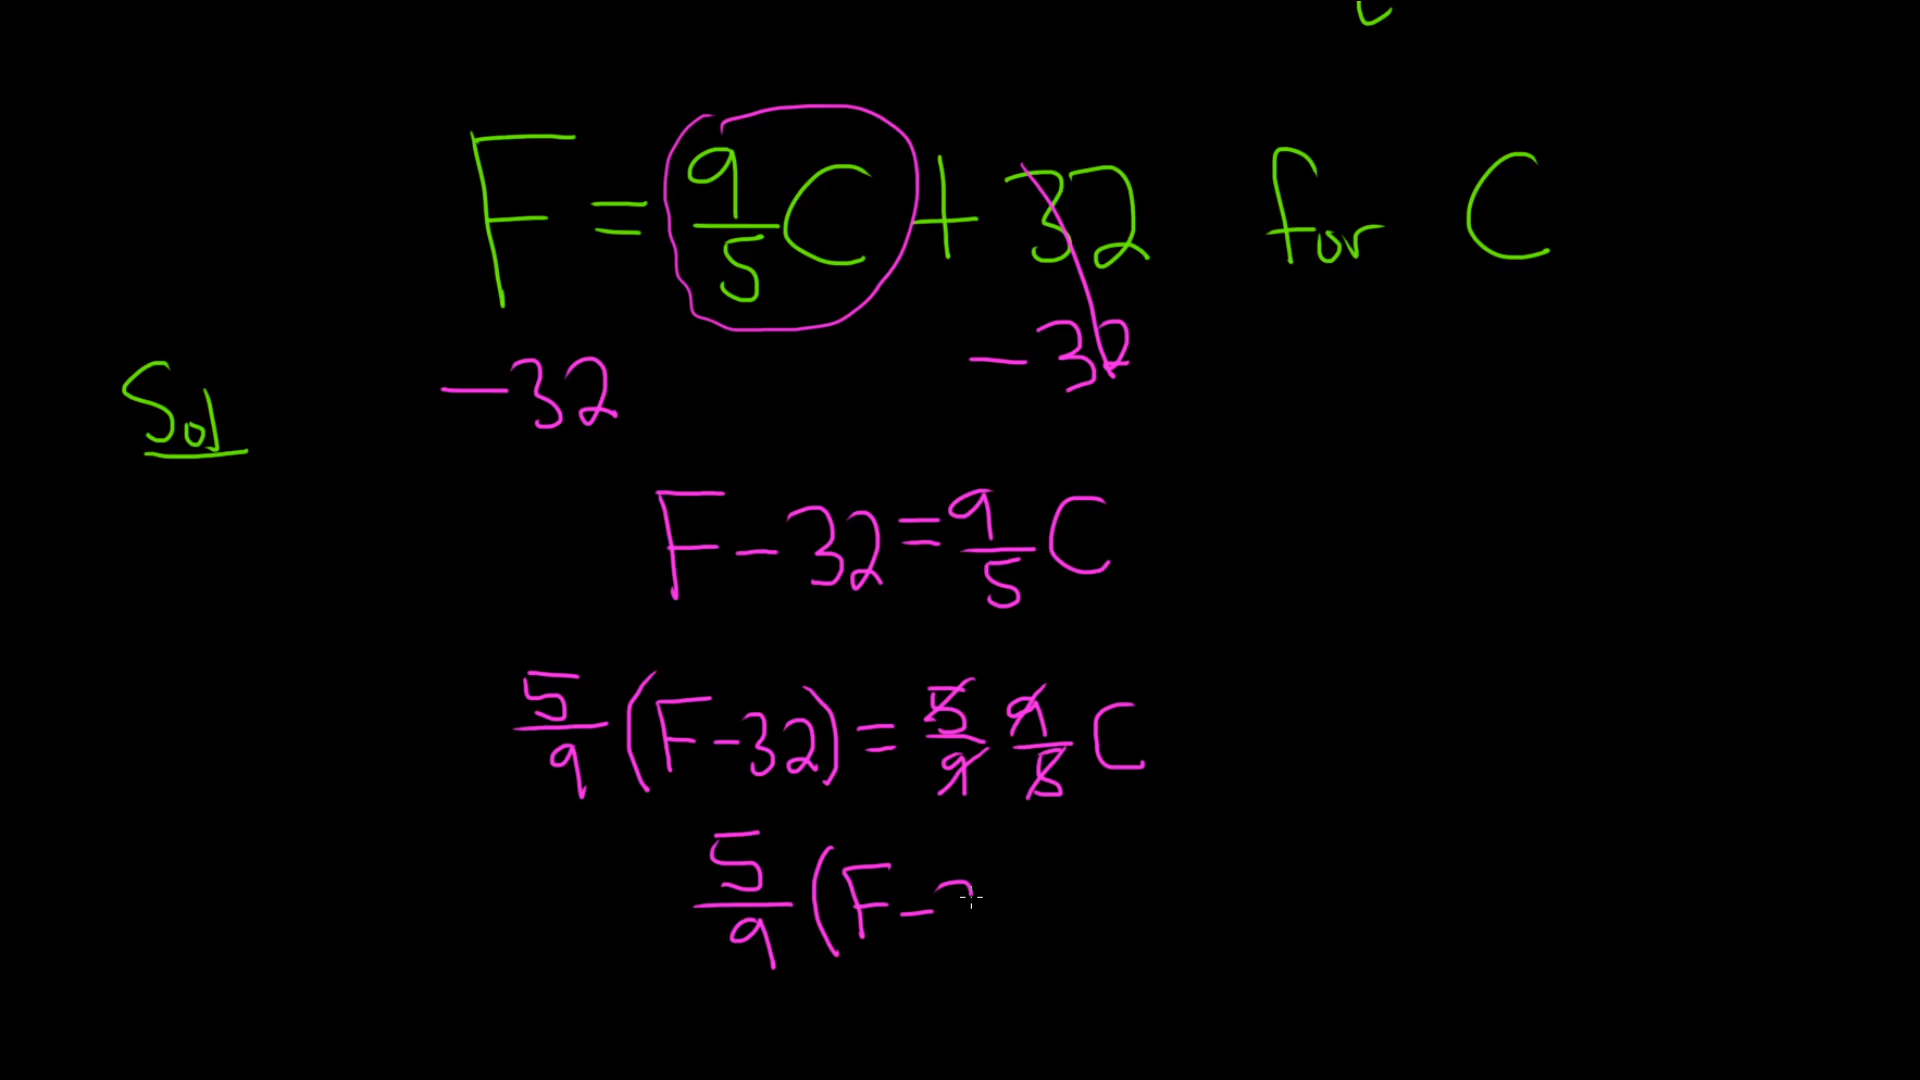 F = 9/5 C + 32 for C
-32 -32
Sol
F - 32 = 9/5 C
5/9 (F - 32) = 5/9 9/5 C
5/9 (F -